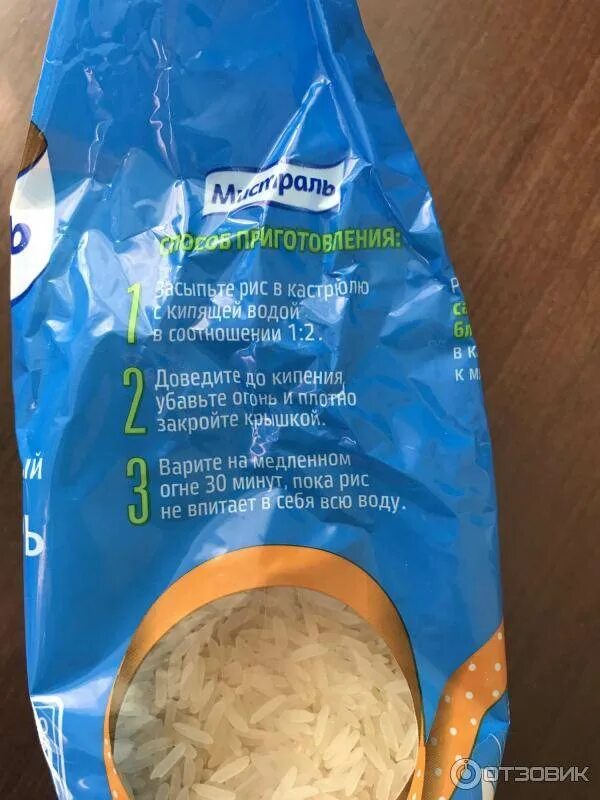 Мистраль
СПОСОБ ПРИГОТОВЛЕНИЯ:
1 Засыпьте рис в кастрюлю
с кипящей водой
в соотношении 1:2.
2 Доведите до кипения,
убавьте огонь и плотно
закройте крышкой.
3 Варите на медленном
огне 30 минут, пока рис
не впитает в себя всю воду.
ый
Ь
в к
к м
ОТЗОВИК